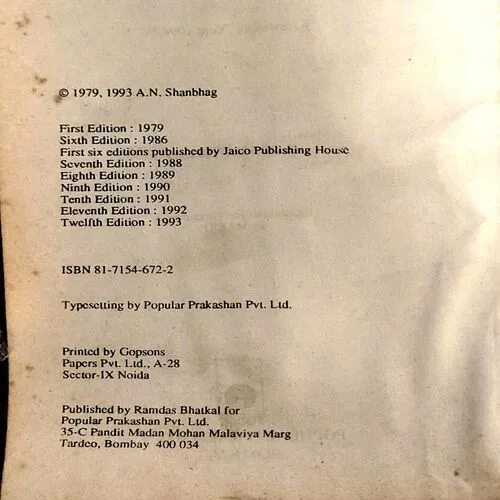 © 1979, 1993 A.N. Shanbhag
First Edition : 1979
Sixth Edition : 1986
First six editions published by Jaico Publishing House
Seventh Edition : 1988
Eighth Edition : 1989
Ninth Edition : 1990
Tenth Edition : 1991
Eleventh Edition : 1992
Twelfth Edition : 1993
ISBN 81-7154-672-2
Typesetting by Popular Prakashan Pvt. Ltd.
Printed by Gopsons
Papers Pvt. Ltd., A-28
Sector-IX Noida
Published by Ramdas Bhatkal for
Popular Prakashan Pvt. Ltd.
35-C Pandit Madan Mohan Malaviya Marg
Tardeo, Bombay 400 034